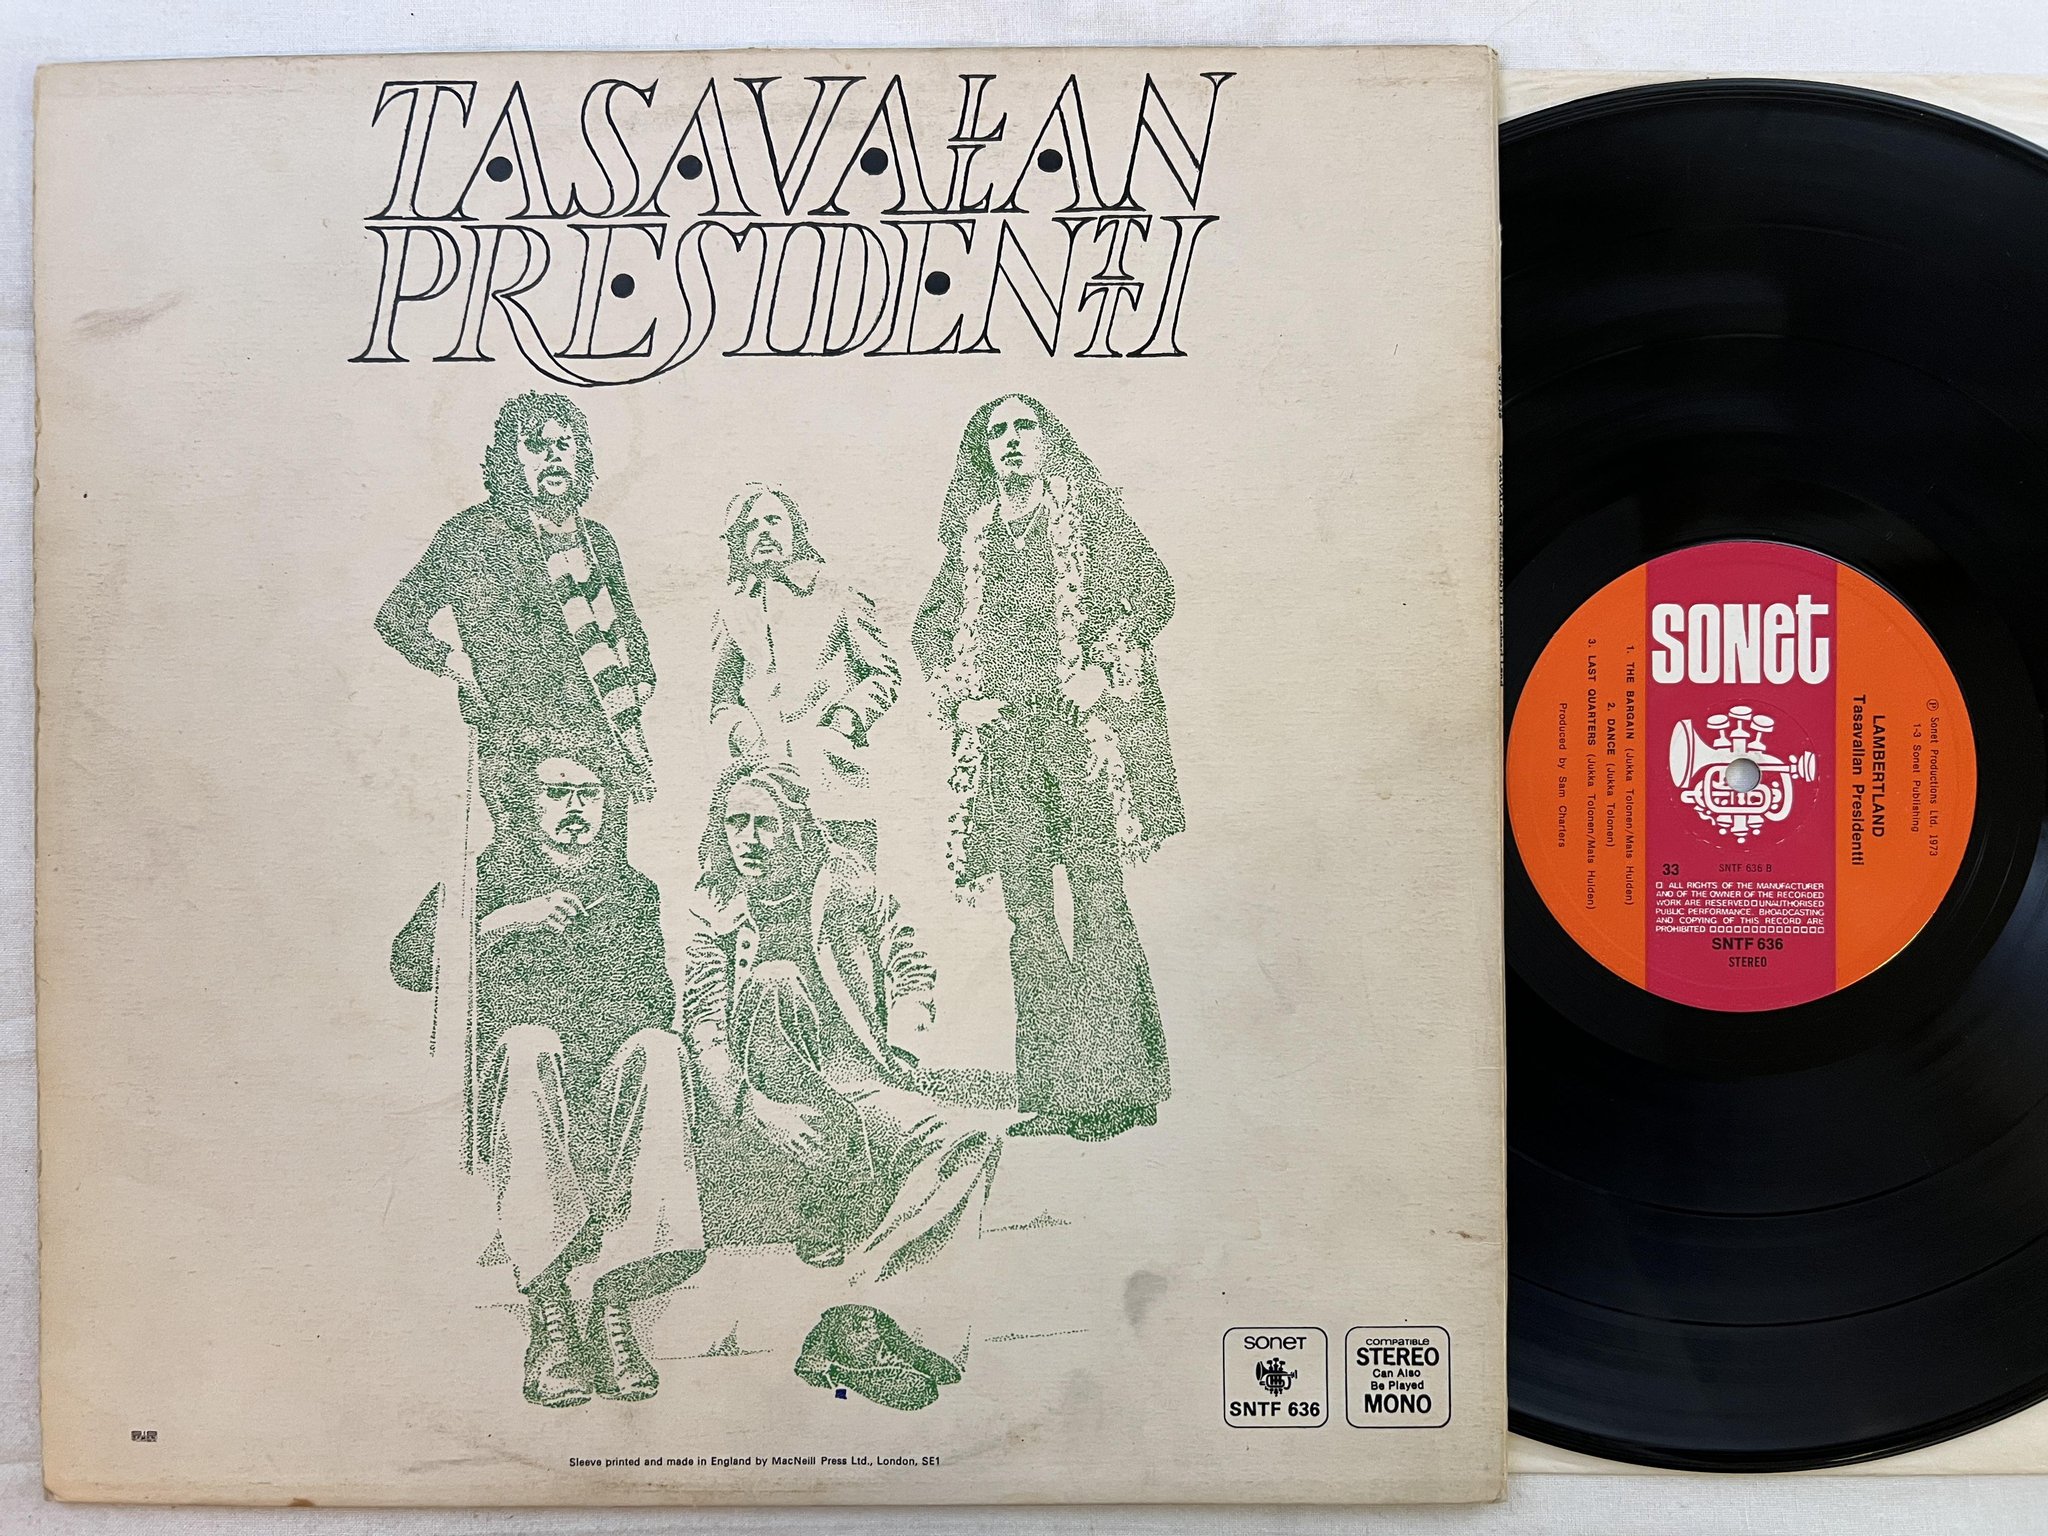 TASAVALLAN
PRESIDENTTI
SONET
SNTF 636
COMPATIBLE
STEREO
Can Also
Be Played
MONO
Sleeve printed and made in England by MacNeill Press Ltd., London, SE1
SONET
℗ Sonet Productions Ltd. 1973
1-3 Sonet Publishing
LAMBERTLAND
Tasavallan Presidentti
1. THE BARGAIN (Jukka Tolonen/Mats Hulden)
2. DANCE (Jukka Tolonen)
3. LAST QUARTERS (Jukka Tolonen/Mats Hulden)
Produced by Sam Charters
33
SNTF 636 B
ALL RIGHTS OF THE MANUFACTURER
AND OF THE OWNER OF THE RECORDED
WORK ARE RESERVED UNAUTHORISED
PUBLIC PERFORMANCE, BROADCASTING
AND COPYING OF THIS RECORD ARE
PROHIBITED
SNTF 636
STEREO